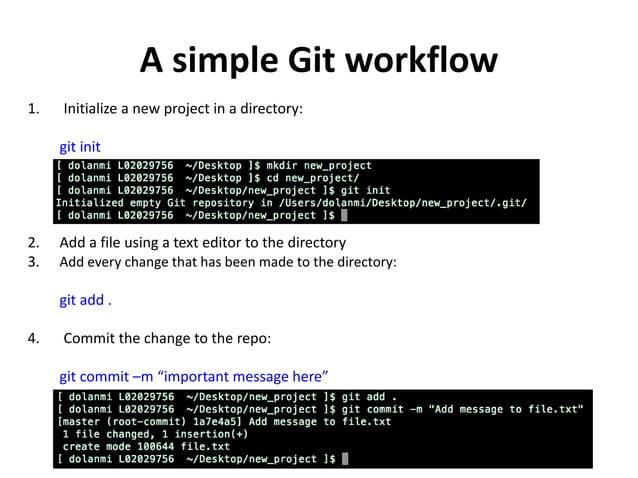 A simple Git workflow
1. Initialize a new project in a directory:
git init
[ dolanmi L02029756 ~/Desktop ]$ mkdir new_project
[ dolanmi L02029756 ~/Desktop ]$ cd new_project/
[ dolanmi L02029756 ~/Desktop/new_project ]$ git init
Initialized empty Git repository in /Users/dolanmi/Desktop/new_project/.git/
[ dolanmi L02029756 ~/Desktop/new_project ]$
2. Add a file using a text editor to the directory
3. Add every change that has been made to the directory:
git add .
4. Commit the change to the repo:
git commit –m “important message here”
[ dolanmi L02029756 ~/Desktop/new_project ]$ git add .
[ dolanmi L02029756 ~/Desktop/new_project ]$ git commit -m "Add message to file.txt"
[master (root-commit) 1a7e4a5] Add message to file.txt
1 file changed, 1 insertion(+)
create mode 100644 file.txt
[ dolanmi L02029756 ~/Desktop/new_project ]$